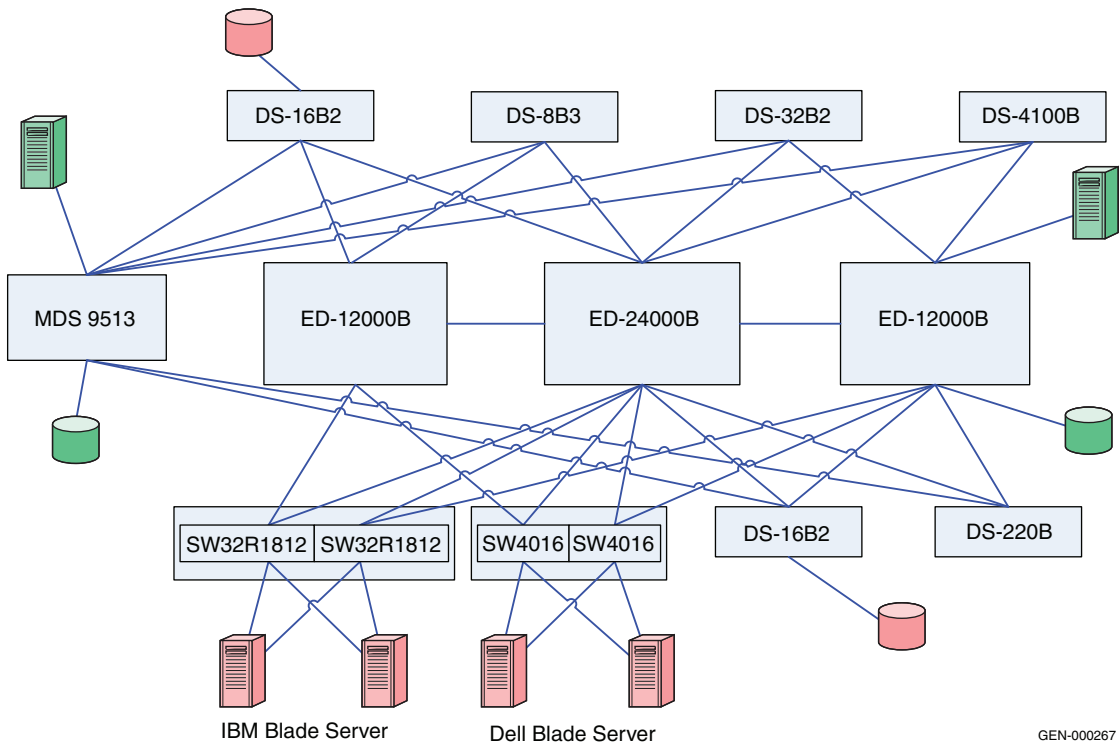 DS-16B2
DS-8B3
DS-32B2
DS-4100B
MDS 9513
ED-12000B
ED-24000B
ED-12000B
SW32R1812
SW32R1812
SW4016
SW4016
DS-16B2
DS-220B
IBM Blade Server
Dell Blade Server
GEN-000267